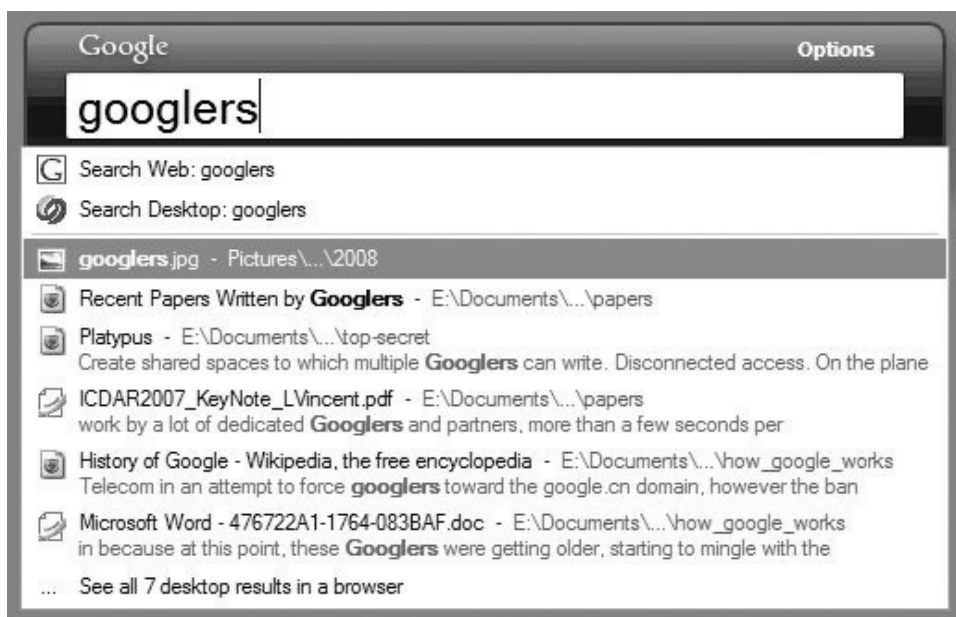 Google
Options
googlers
G Search Web: googlers
Search Desktop: googlers
googlers.jpg - Pictures\...\2008
Recent Papers Written by Googlers - E:\Documents\...\papers
Platypus - E:\Documents\...\top-secret
Create shared spaces to which multiple Googlers can write. Disconnected access. On the plane
ICDAR2007_KeyNote_LVincent.pdf - E:\Documents\...\papers
work by a lot of dedicated Googlers and partners, more than a few seconds per
History of Google - Wikipedia, the free encyclopedia - E:\Documents\...\how_google_works
Telecom in an attempt to force googlers toward the google.cn domain, however the ban
Microsoft Word - 476722A1-1764-083BAF.doc - E:\Documents\...\how_google_works
in because at this point, these Googlers were getting older, starting to mingle with the
... See all 7 desktop results in a browser